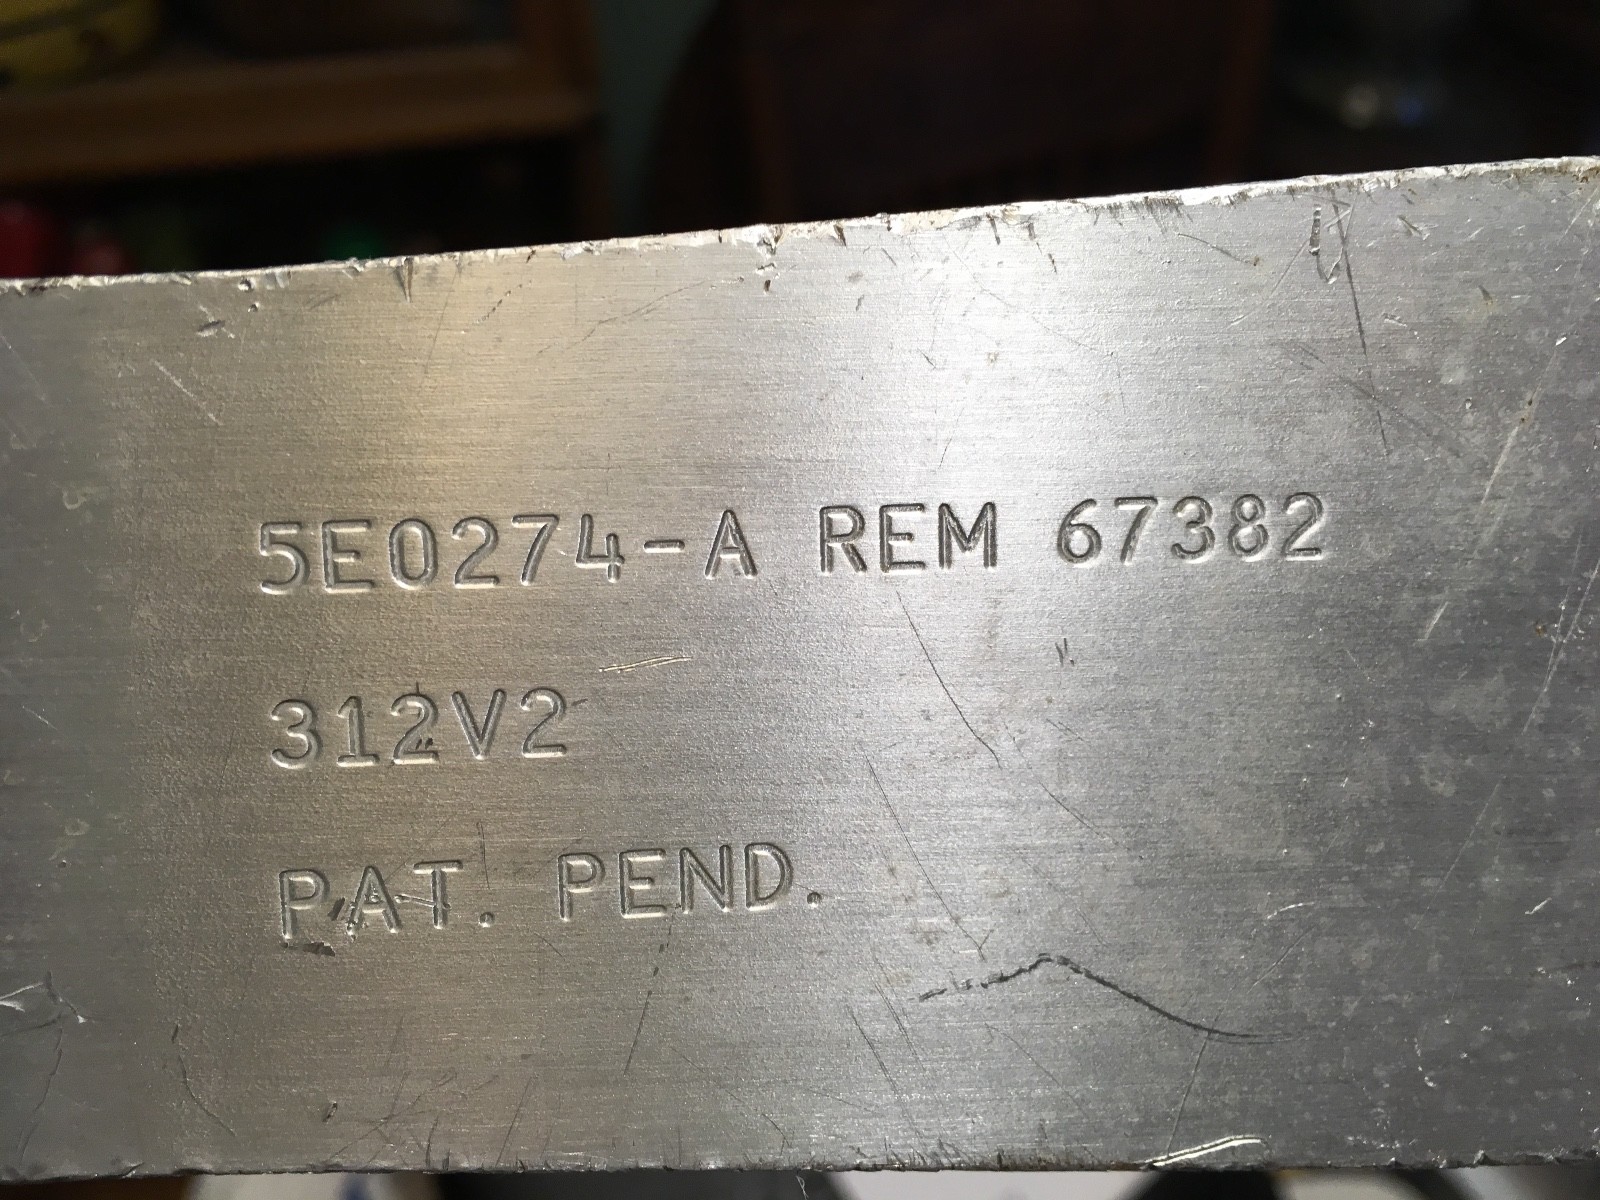 5E0274-A REM 67382
312V2
PAT. PEND.